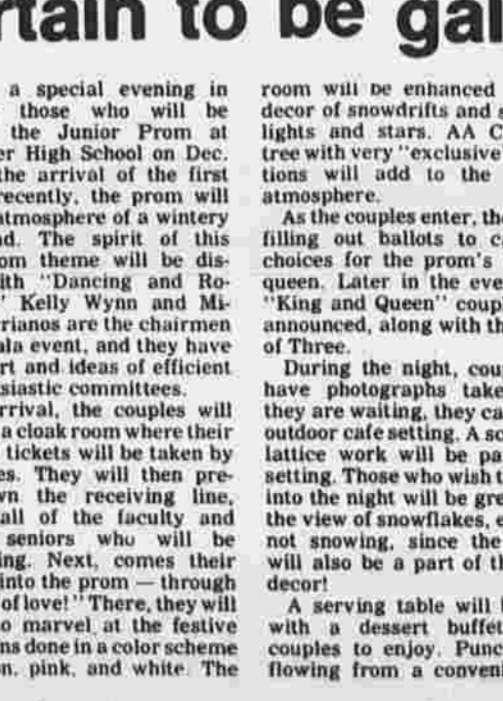 rtain to be gal
a special evening in
those who will be
the Junior Prom at
er High School on Dec.
the arrival of the first
recently, the prom will
atmosphere of a wintery
nd. The spirit of this
om theme will be dis-
ith "Dancing and Ro-
' Kelly Wynn and Mi-
rianos are the chairmen
ala event, and they have
rt and ideas of efficient
siastic committees.
rrival, the couples will
a cloak room where their
tickets will be taken by
es. They will then pre-
wn the receiving line,
all of the faculty and
seniors who will be
ing. Next, comes their
into the prom — through
of love!" There, they will
o marvel at the festive
ns done in a color scheme
n, pink, and white. The
room will be enhanced
decor of snowdrifts and s
lights and stars. AA C
tree with very "exclusive
tions will add to the
atmosphere.
As the couples enter, the
filling out ballots to c
choices for the prom's
queen. Later in the eve
"King and Queen" coup
announced, along with th
of Three.
During the night, cou
have photographs take
they are waiting, they ca
outdoor cafe setting. A sc
lattice work will be pa
setting. Those who wish t
into the night will be gre
the view of snowflakes, e
not snowing, since the
will also be a part of th
decor!
A serving table will
with a dessert buffet
couples to enjoy. Punc
flowing from a conveni